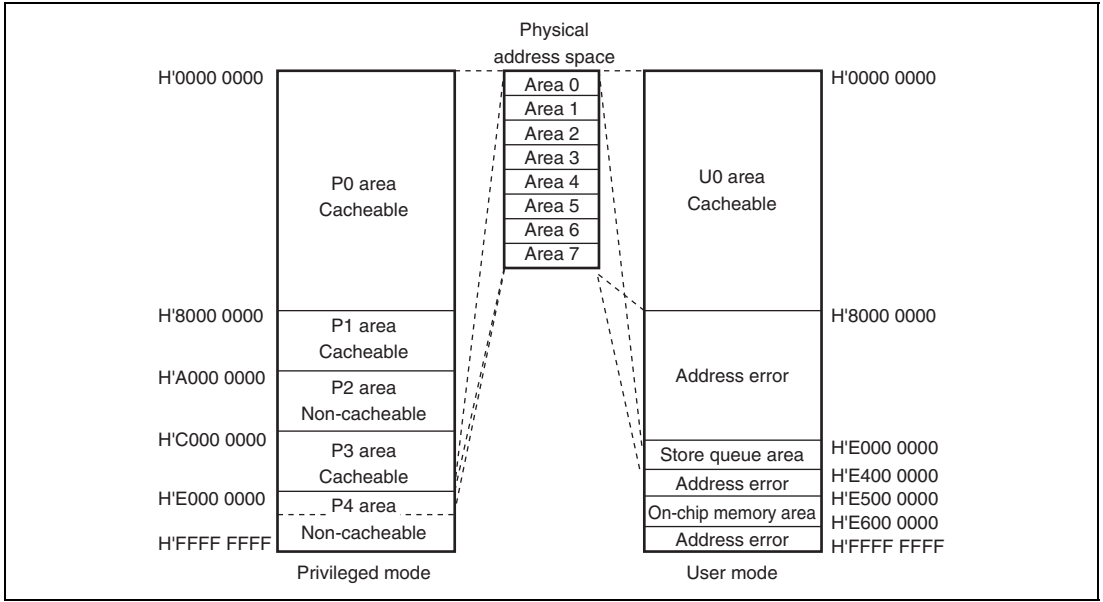 Physical
address space
H'0000 0000
P0 area
Cacheable
H'8000 0000
P1 area
Cacheable
H'A000 0000
P2 area
Non-cacheable
H'C000 0000
P3 area
Cacheable
H'E000 0000
P4 area
Non-cacheable
H'FFFF FFFF
Privileged mode
Area 0
Area 1
Area 2
Area 3
Area 4
Area 5
Area 6
Area 7
H'0000 0000
U0 area
Cacheable
H'8000 0000
Address error
H'E000 0000
Store queue area
H'E400 0000
Address error
H'E500 0000
On-chip memory area
H'E600 0000
Address error
H'FFFF FFFF
User mode